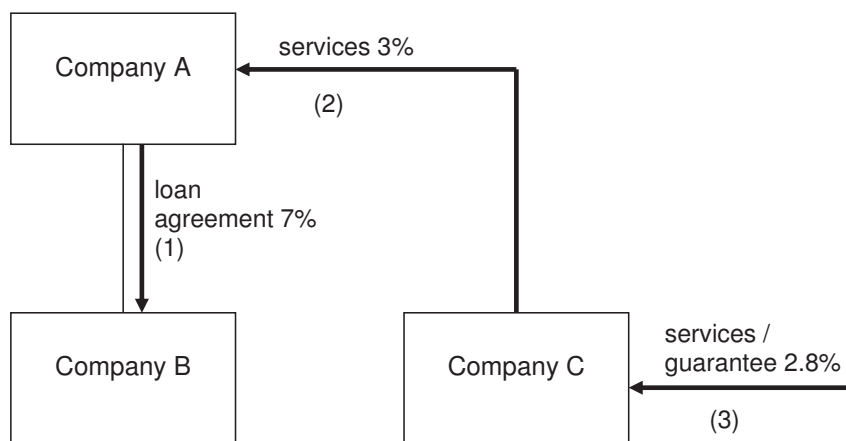 services 3%
Company A
(2)
loan
agreement 7%
(1)
services /
guarantee 2.8%
Company B
Company C
(3)